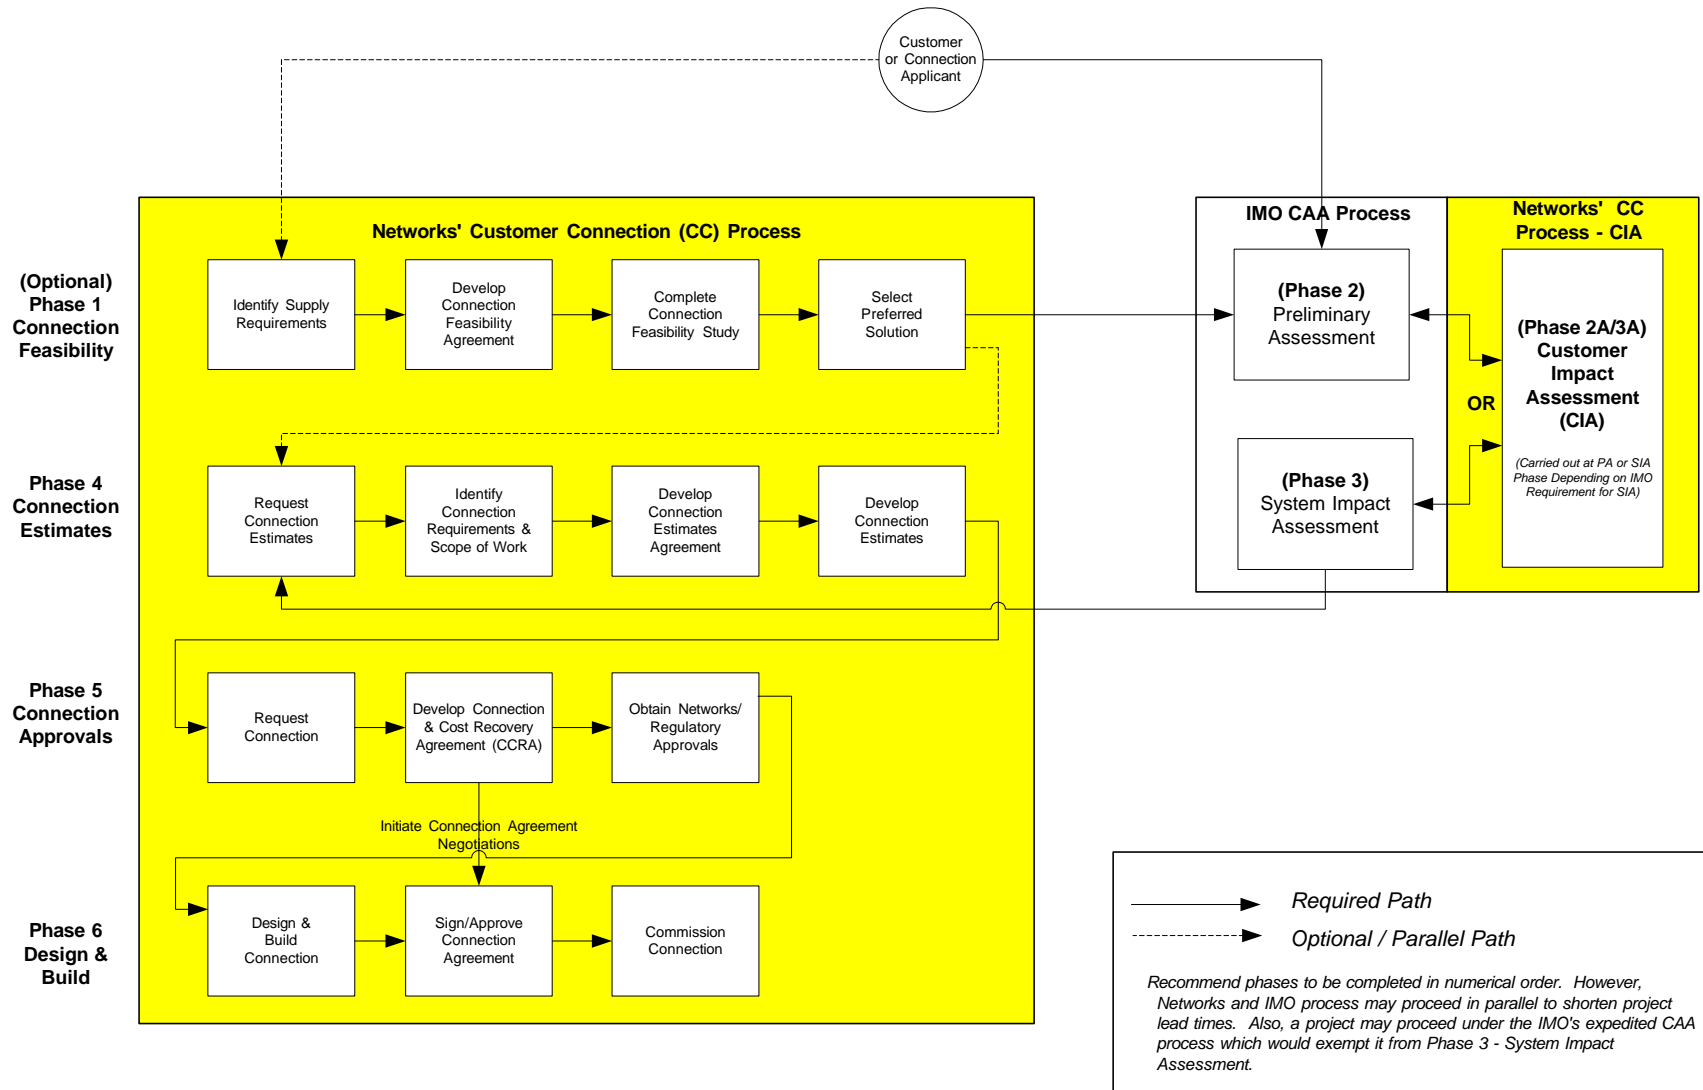 Customer
or Connection
Applicant
Networks' Customer Connection (CC) Process
IMO CAA Process
Networks' CC
Process - CIA
(Optional)
Phase 1
Connection
Feasibility
Identify Supply
Requirements
Develop
Connection
Feasibility
Agreement
Complete
Connection
Feasibility Study
Select
Preferred
Solution
(Phase 2)
Preliminary
Assessment
(Phase 2A/3A)
Customer
Impact
Assessment
(CIA)
(Carried out at PA or SIA
Phase Depending on IMO
Requirement for SIA)
OR
Phase 4
Connection
Estimates
Request
Connection
Estimates
Identify
Connection
Requirements &
Scope of Work
Develop
Connection
Estimates
Agreement
Develop
Connection
Estimates
(Phase 3)
System Impact
Assessment
Phase 5
Connection
Approvals
Request
Connection
Develop Connection
& Cost Recovery
Agreement (CCRA)
Obtain Networks/
Regulatory
Approvals
Initiate Connection Agreement
Negotiations
Phase 6
Design &
Build
Design &
Build
Connection
Sign/Approve
Connection
Agreement
Commission
Connection
Required Path
Optional / Parallel Path
Recommend phases to be completed in numerical order. However,
Networks and IMO process may proceed in parallel to shorten project
lead times. Also, a project may proceed under the IMO's expedited CAA
process which would exempt it from Phase 3 - System Impact
Assessment.